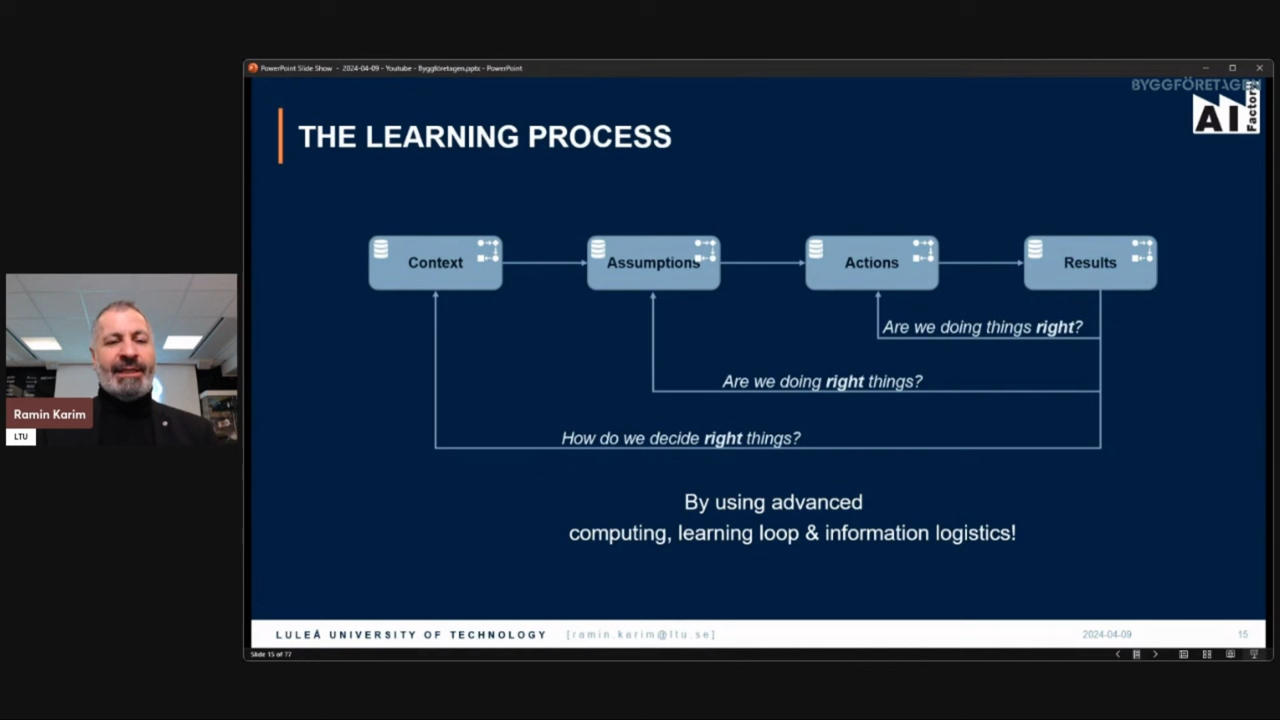 PowerPoint Slide Show - 2024-04-09 - Youtube - Byggföretagen.pptx - PowerPoint
BYGGFÖRETAGEN
AI Factory
THE LEARNING PROCESS
Context
Assumptions
Actions
Results
Are we doing things right?
Are we doing right things?
How do we decide right things?
By using advanced
computing, learning loop & information logistics!
Ramin Karim
LTU
LULEÅ UNIVERSITY OF TECHNOLOGY [ramin.karim@ltu.se] 2024-04-09 15
Slide 15 of 77